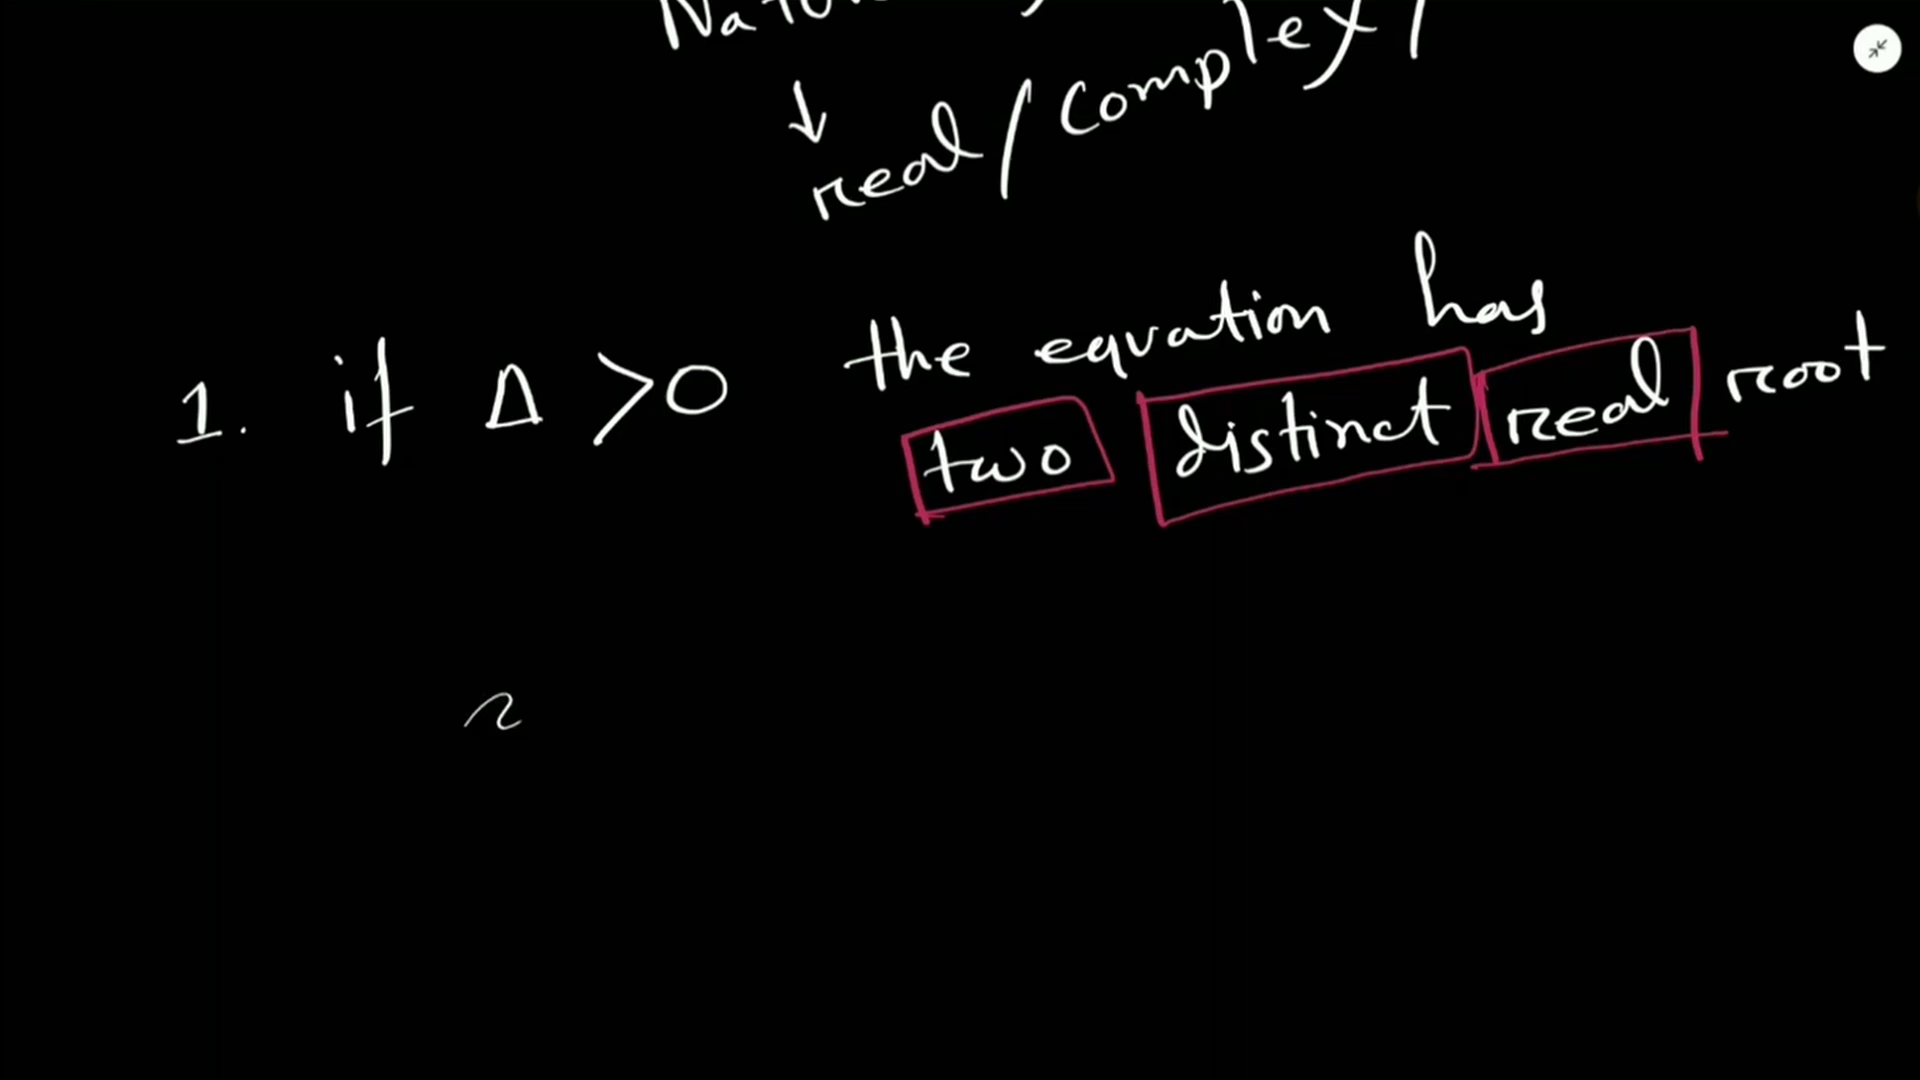 real/complex/
1. if Δ >0 the equation has
two distinct real root